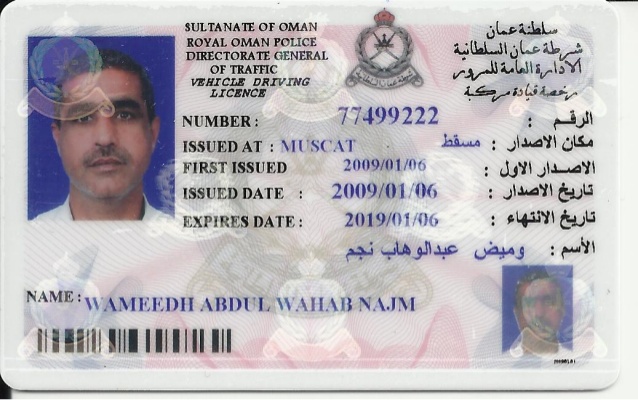 SULTANATE OF OMAN
ROYAL OMAN POLICE
DIRECTORATE GENERAL
OF TRAFFIC
VEHICLE DRIVING
LICENCE
سلطنة عمان
شرطة عمان السلطانية
الادارة العامة للمرور
رخصة قيادة مركبة
NUMBER : 77499222 الرقم :
ISSUED AT : MUSCAT مسقط مكان الاصدار :
FIRST ISSUED 2009/01/06 الاصدار الاول :
ISSUED DATE : 2009/01/06 تاريخ الاصدار :
EXPIRES DATE : 2019/01/06 تاريخ الانتهاء :
الأسم : وميض عبدالوهاب نجم
NAME : WAMEEDH ABDUL WAHAB NAJM